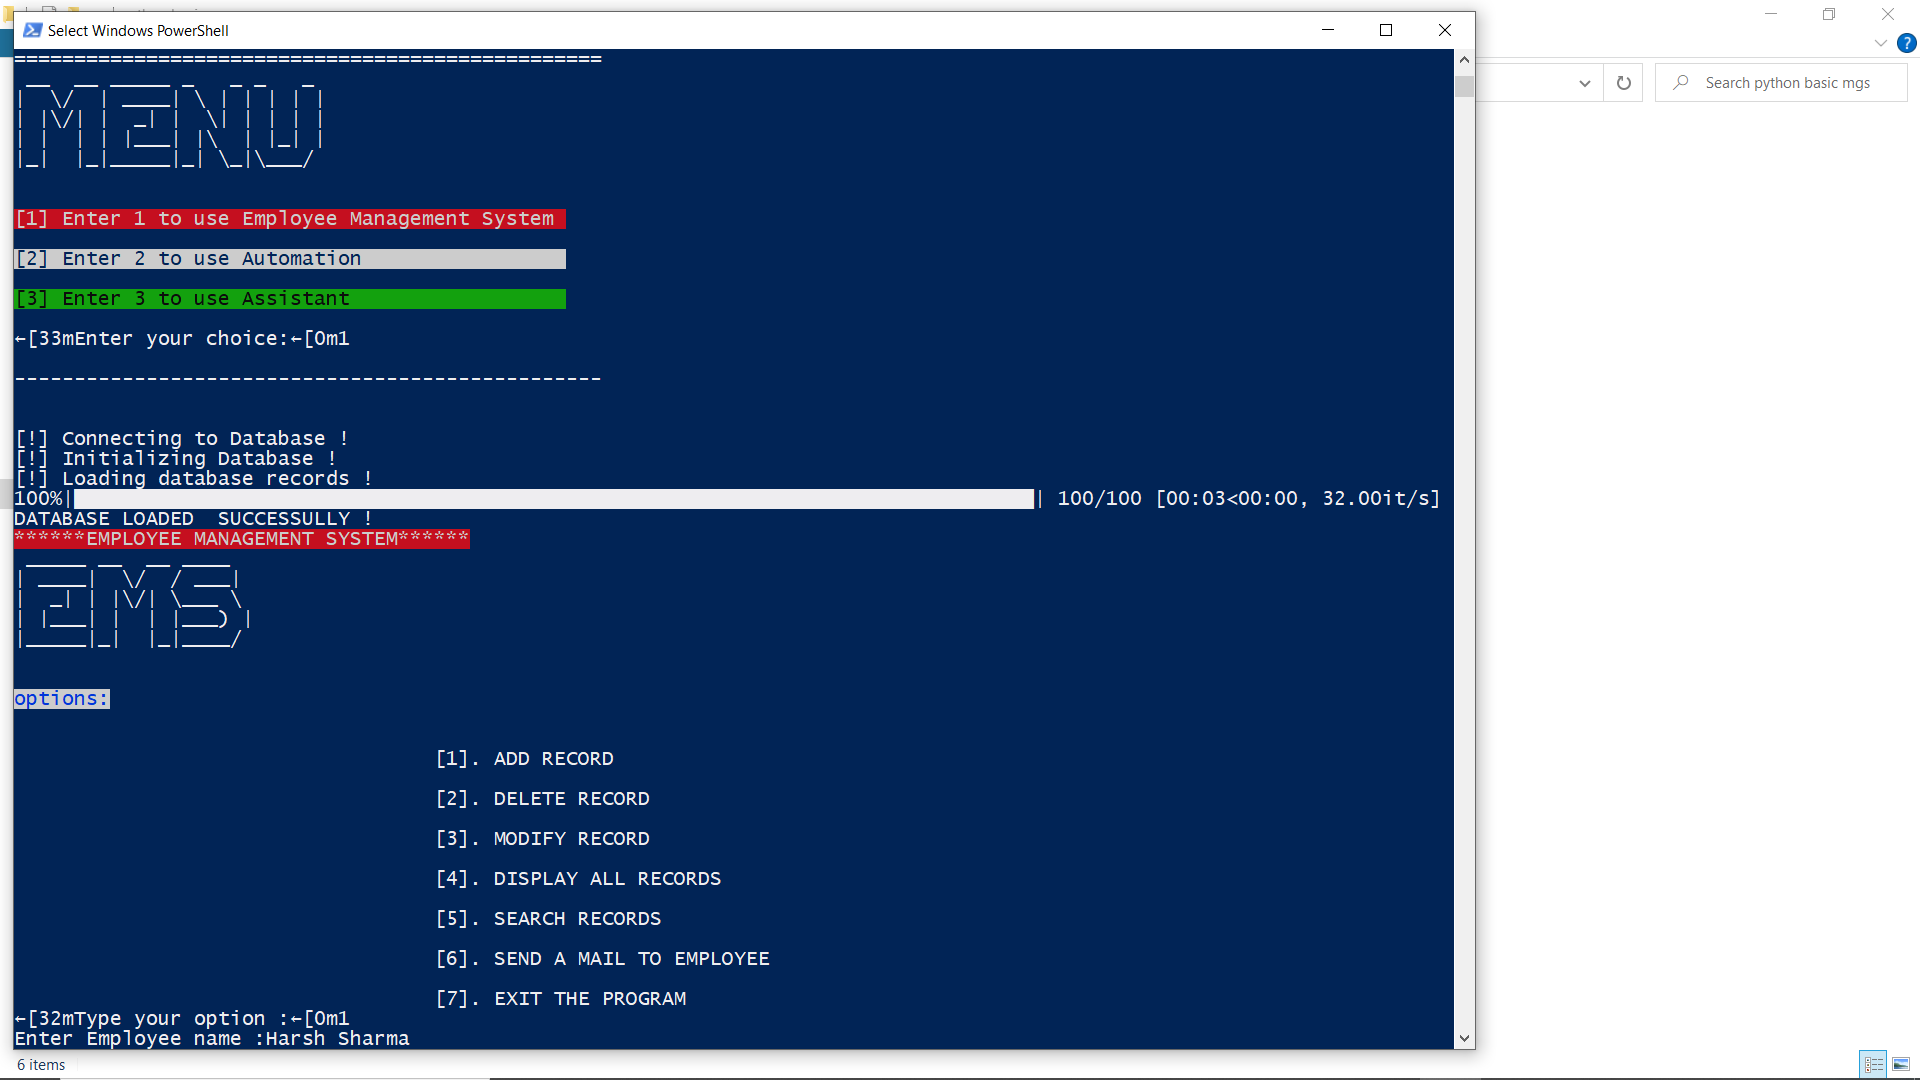 Select Windows PowerShell
=================================================
MENU
[1] Enter 1 to use Employee Management System
[2] Enter 2 to use Automation
[3] Enter 3 to use Assistant
←[33mEnter your choice:←[0m1
-------------------------------------------------
[!] Connecting to Database !
[!] Initializing Database !
[!] Loading database records !
100%| | 100/100 [00:03<00:00, 32.00it/s]
DATABASE LOADED  SUCCESSULLY !
******EMPLOYEE MANAGEMENT SYSTEM******
EMS
options:
[1]. ADD RECORD
[2]. DELETE RECORD
[3]. MODIFY RECORD
[4]. DISPLAY ALL RECORDS
[5]. SEARCH RECORDS
[6]. SEND A MAIL TO EMPLOYEE
[7]. EXIT THE PROGRAM
←[32mType your option :←[0m1
Enter Employee name :Harsh Sharma
Search python basic mgs
6 items